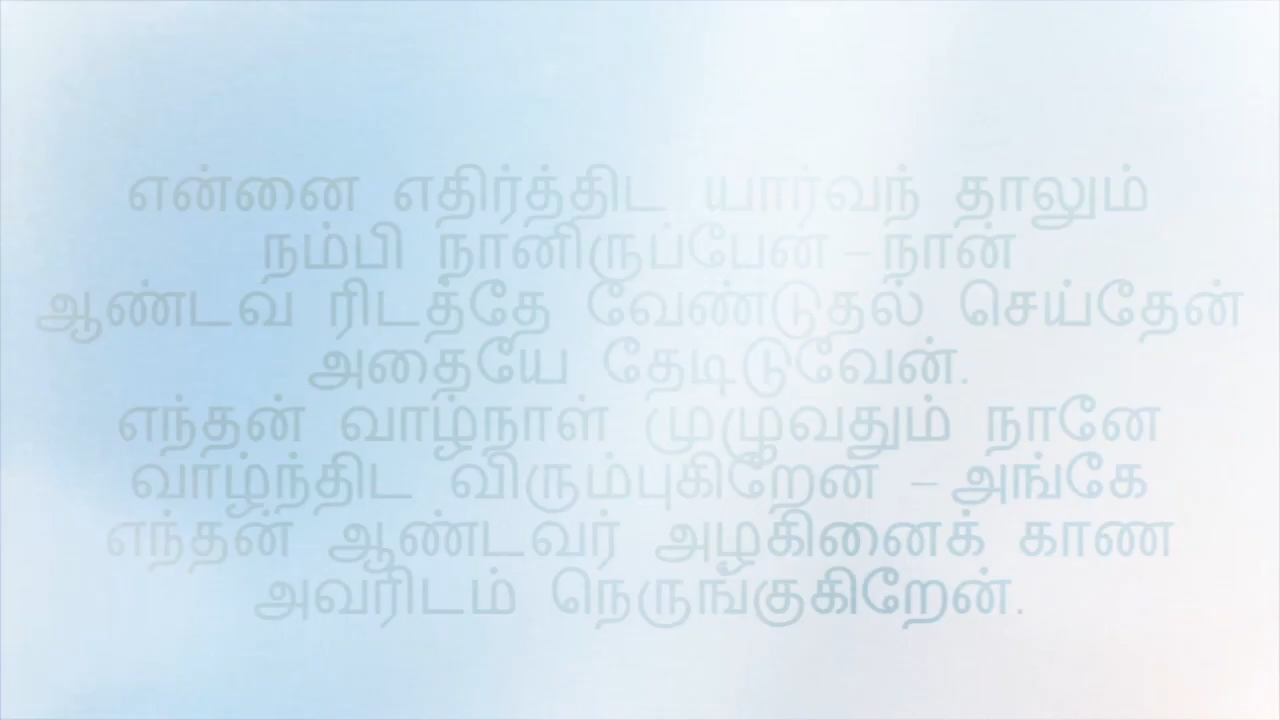 என்னை எதிர்த்திட யார்வந் தாலும்
நம்பி நானிருப்பேன் - நான்
ஆண்டவ ரிடத்தே வேண்டுதல் செய்தேன்
அதையே தேடிடுவேன்.
எந்தன் வாழ்நாள் முழுவதும் நானே
வாழ்ந்திட விரும்புகிறேன் - அங்கே
எந்தன் ஆண்டவர் அழகினைக் காண
அவரிடம் நெருங்குகிறேன்.